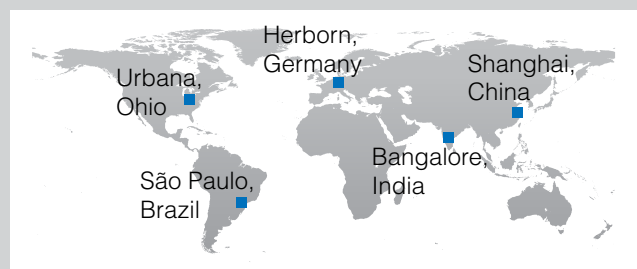 Herborn,
Germany
Urbana,
Ohio
Shanghai,
China
Bangalore,
India
São Paulo,
Brazil